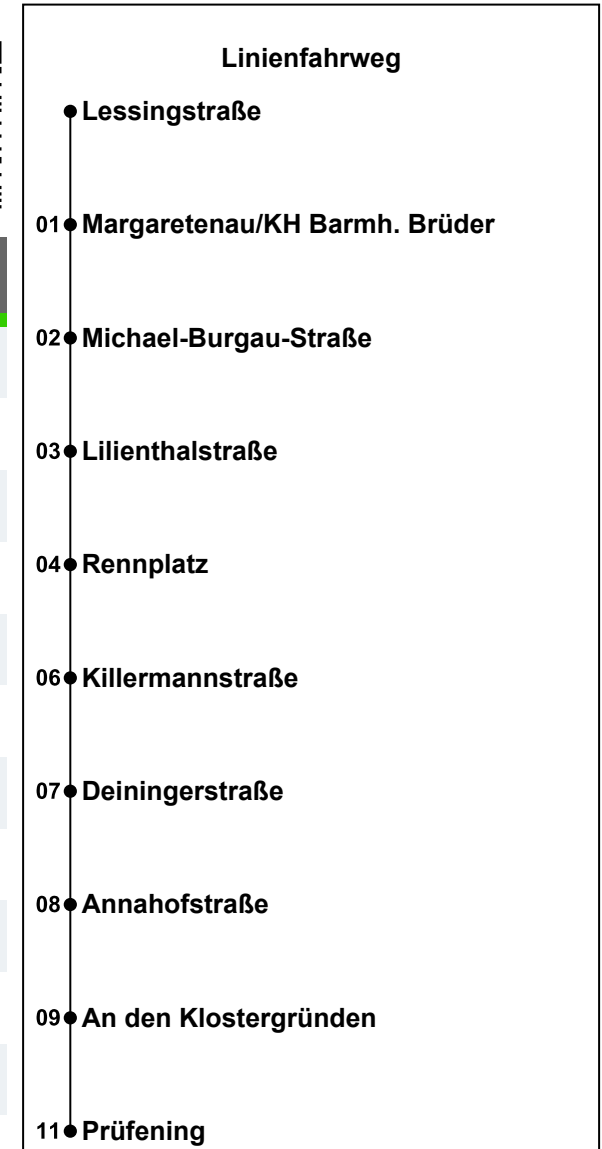 Linienfahrweg
Lessingstraße
01 Margaretenau/KH Barmh. Brüder
02 Michael-Burgau-Straße
03 Lilienthalstraße
04 Rennplatz
06 Killermannstraße
07 Deiningerstraße
08 Annahofstraße
09 An den Klostergründen
11 Prüfening